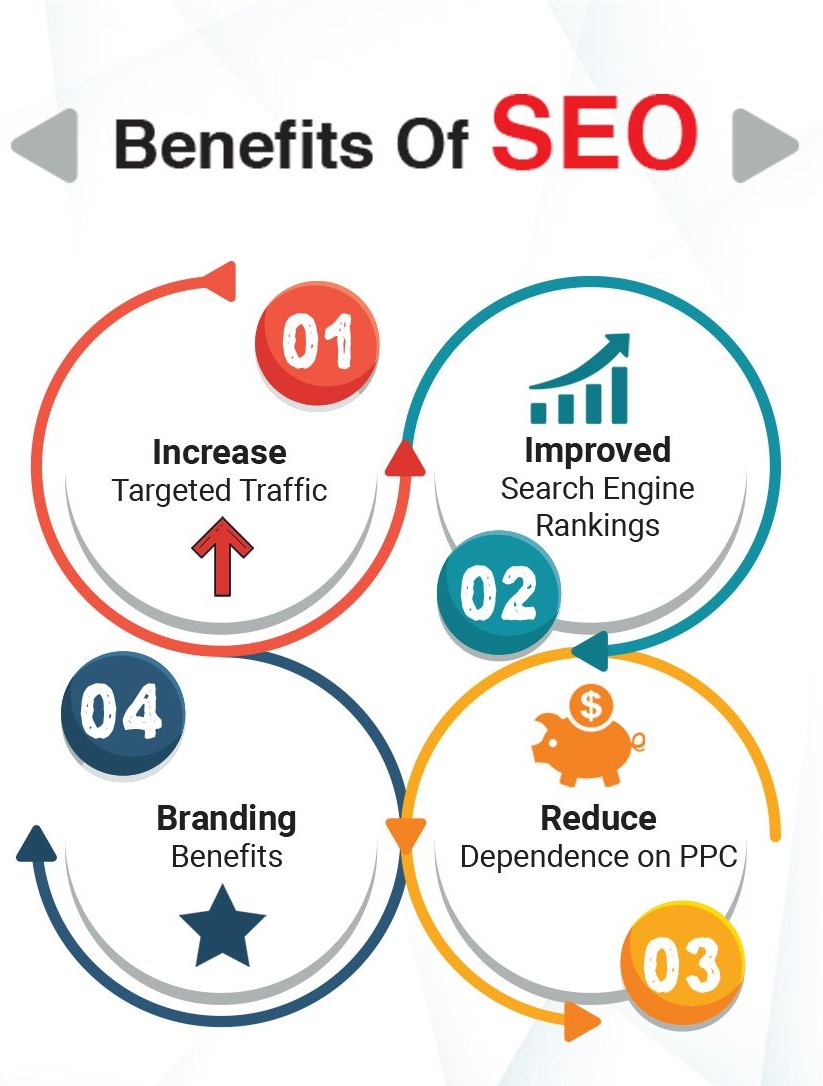 Benefits Of SEO
01
Increase
Targeted Traffic
Improved
Search Engine
Rankings
02
$
Reduce
Dependence on PPC
03
04
Branding
Benefits